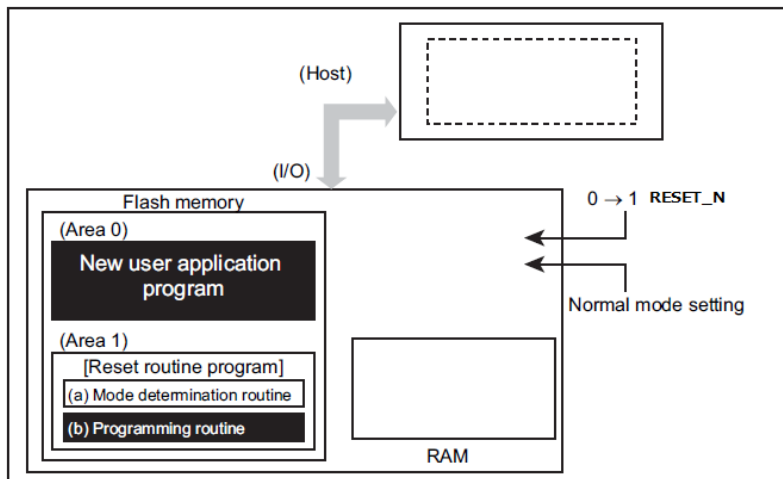 (Host)
(I/O)
Flash memory
0 → 1 RESET_N
(Area 0)
New user application
program
Normal mode setting
(Area 1)
[Reset routine program]
(a) Mode determination routine
(b) Programming routine
RAM